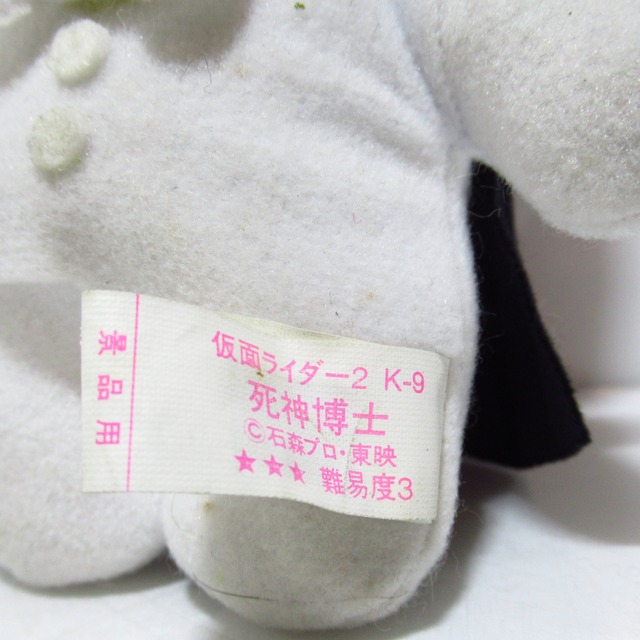 景品用
仮面ライダー2 K-9
死神博士
©石森プロ・東映
★★★ 難易度3